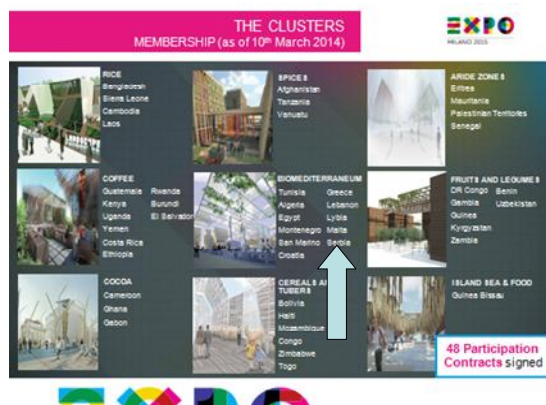 THE CLUSTERS
MEMBERSHIP (as of 10th March 2014)
EXPO
MILANO 2015
RICE
Bangladesh
Sierra Leone
Cambodia
Laos
SPICES
Afghanistan
Tanzania
Vanuatu
ARIDE ZONES
Eritrea
Mauritania
Palestinian Territories
Senegal
COFFEE
Guatemala Rwanda
Kenya Burundi
Uganda El Salvador
Yemen
Costa Rica
Ethiopia
BIOMEDITERRANEUM
Tunisia Greece
Algeria Lebanon
Egypt Lybia
Montenegro Malta
San Marino Serbia
Croatia
FRUITS AND LEGUMES
DR Congo Benin
Gambia Uzbekistan
Guinea
Kyrgyzstan
Zambia
COCOA
Cameroon
Ghana
Gabon
CEREALS
TUBERS
Bolivia
Haiti
Mozambique
Congo
Zimbabwe
Togo
ISLAND SEA & FOOD
Guinea Bissau
48 Participation
Contracts signed
EXPO